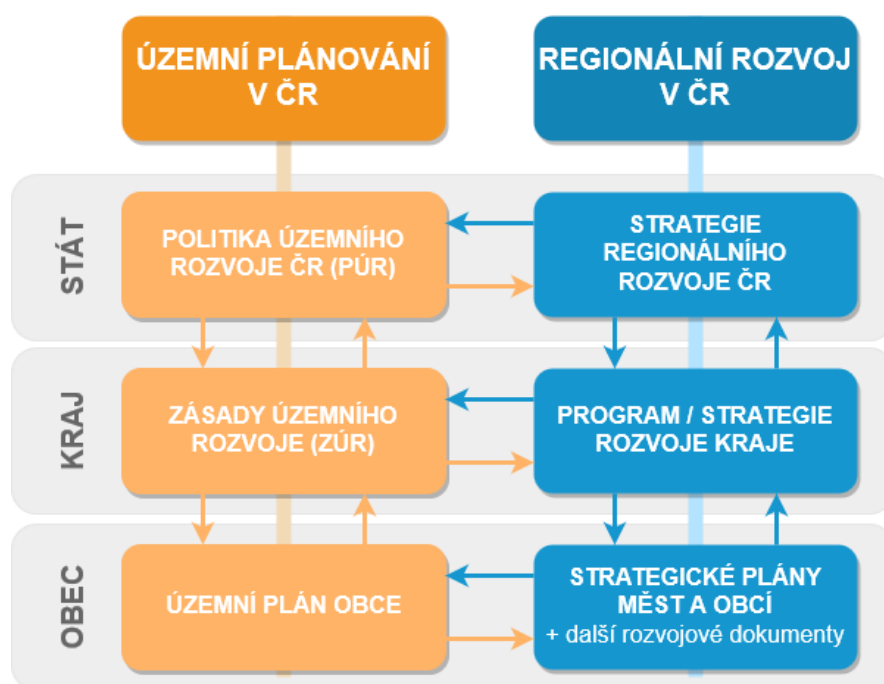 ÚZEMNÍ PLÁNOVÁNÍ
V ČR
REGIONÁLNÍ ROZVOJ
V ČR
STÁT
POLITIKA ÚZEMNÍHO
ROZVOJE ČR (PÚR)
STRATEGIE
REGIONÁLNÍHO
ROZVOJE ČR
KRAJ
ZÁSADY ÚZEMNÍHO
ROZVOJE (ZÚR)
PROGRAM / STRATEGIE
ROZVOJE KRAJE
OBEC
ÚZEMNÍ PLÁN OBCE
STRATEGICKÉ PLÁNY
MĚST A OBCÍ
+ další rozvojové dokumenty